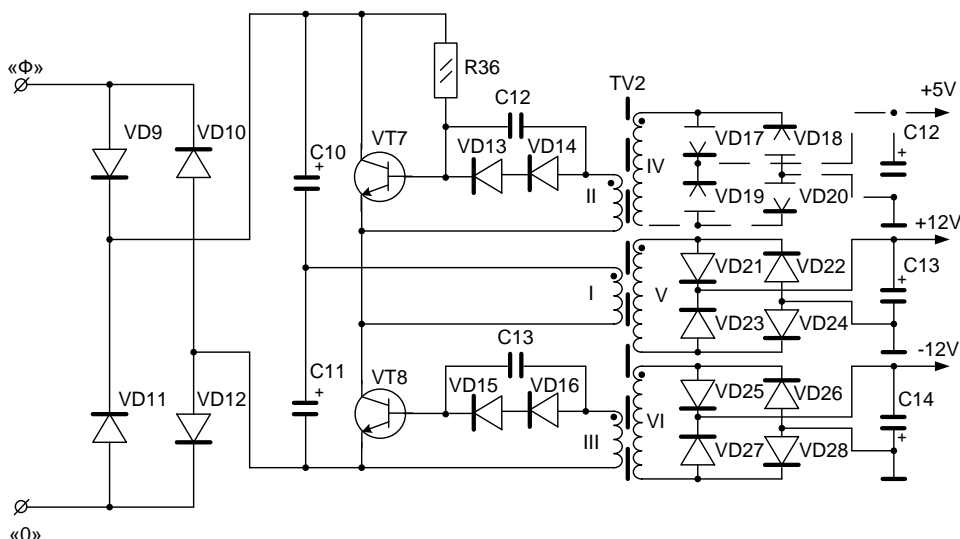 «Ф»
VD9
VD10
VD11
VD12
«0»
C10
+
C11
+
VT7
VT8
R36
C12
VD13
VD14
C13
VD15
VD16
TV2
II
I
III
IV
V
VI
VD17
VD18
VD19
VD20
VD21
VD22
VD23
VD24
VD25
VD26
VD27
VD28
+5V
C12
+
+12V
C13
+
-12V
C14
+